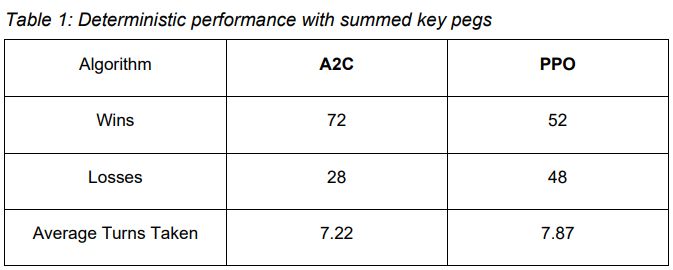 Table 1: Deterministic performance with summed key pegs
Algorithm A2C PPO
Wins 72 52
Losses 28 48
Average Turns Taken 7.22 7.87